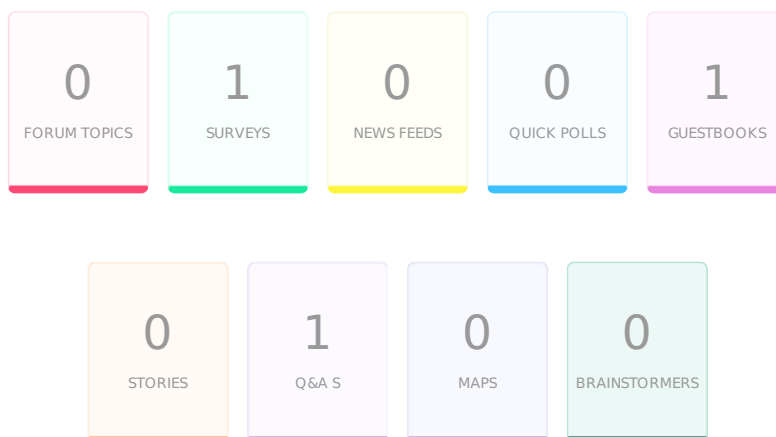 0 1 0 0 1
FORUM TOPICS SURVEYS NEWS FEEDS QUICK POLLS GUESTBOOKS
0 1 0 0
STORIES Q&A S MAPS BRAINSTORMERS